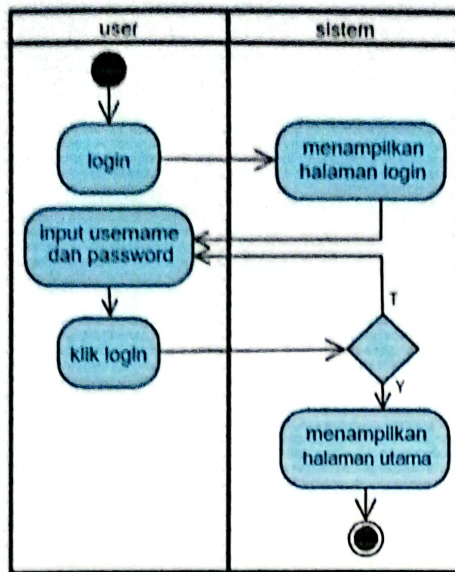 user
sistem
login
menampilkan
halaman login
input username
dan password
T
klik login
Y
menampilkan
halaman utama